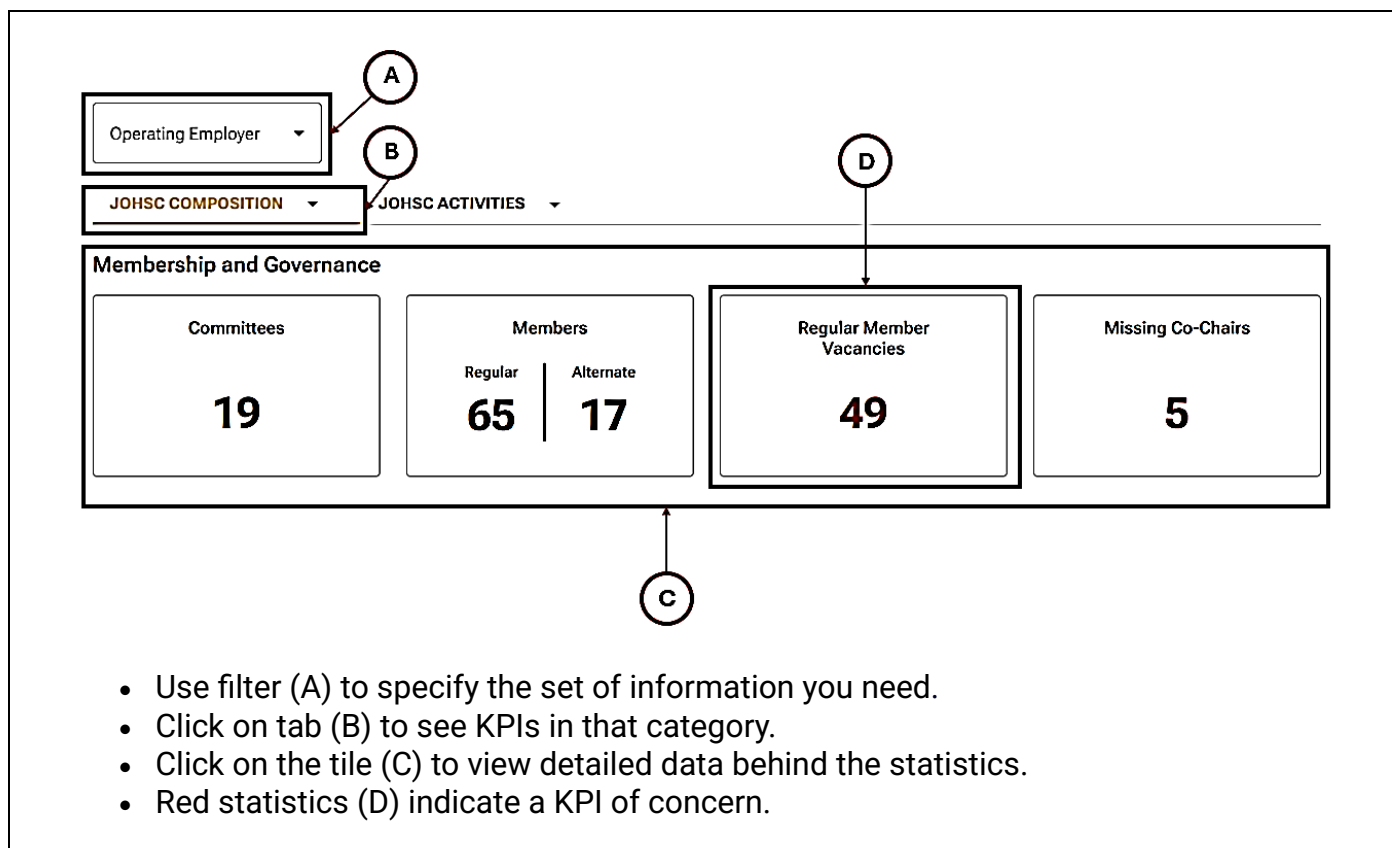 A
Operating Employer
B
D
JOHSC COMPOSITION JOHSC ACTIVITIES
Membership and Governance
Committees
19
Members
Regular Alternate
65 17
Regular Member
Vacancies
49
Missing Co-Chairs
5
C
• Use filter (A) to specify the set of information you need.
• Click on tab (B) to see KPIs in that category.
• Click on the tile (C) to view detailed data behind the statistics.
• Red statistics (D) indicate a KPI of concern.